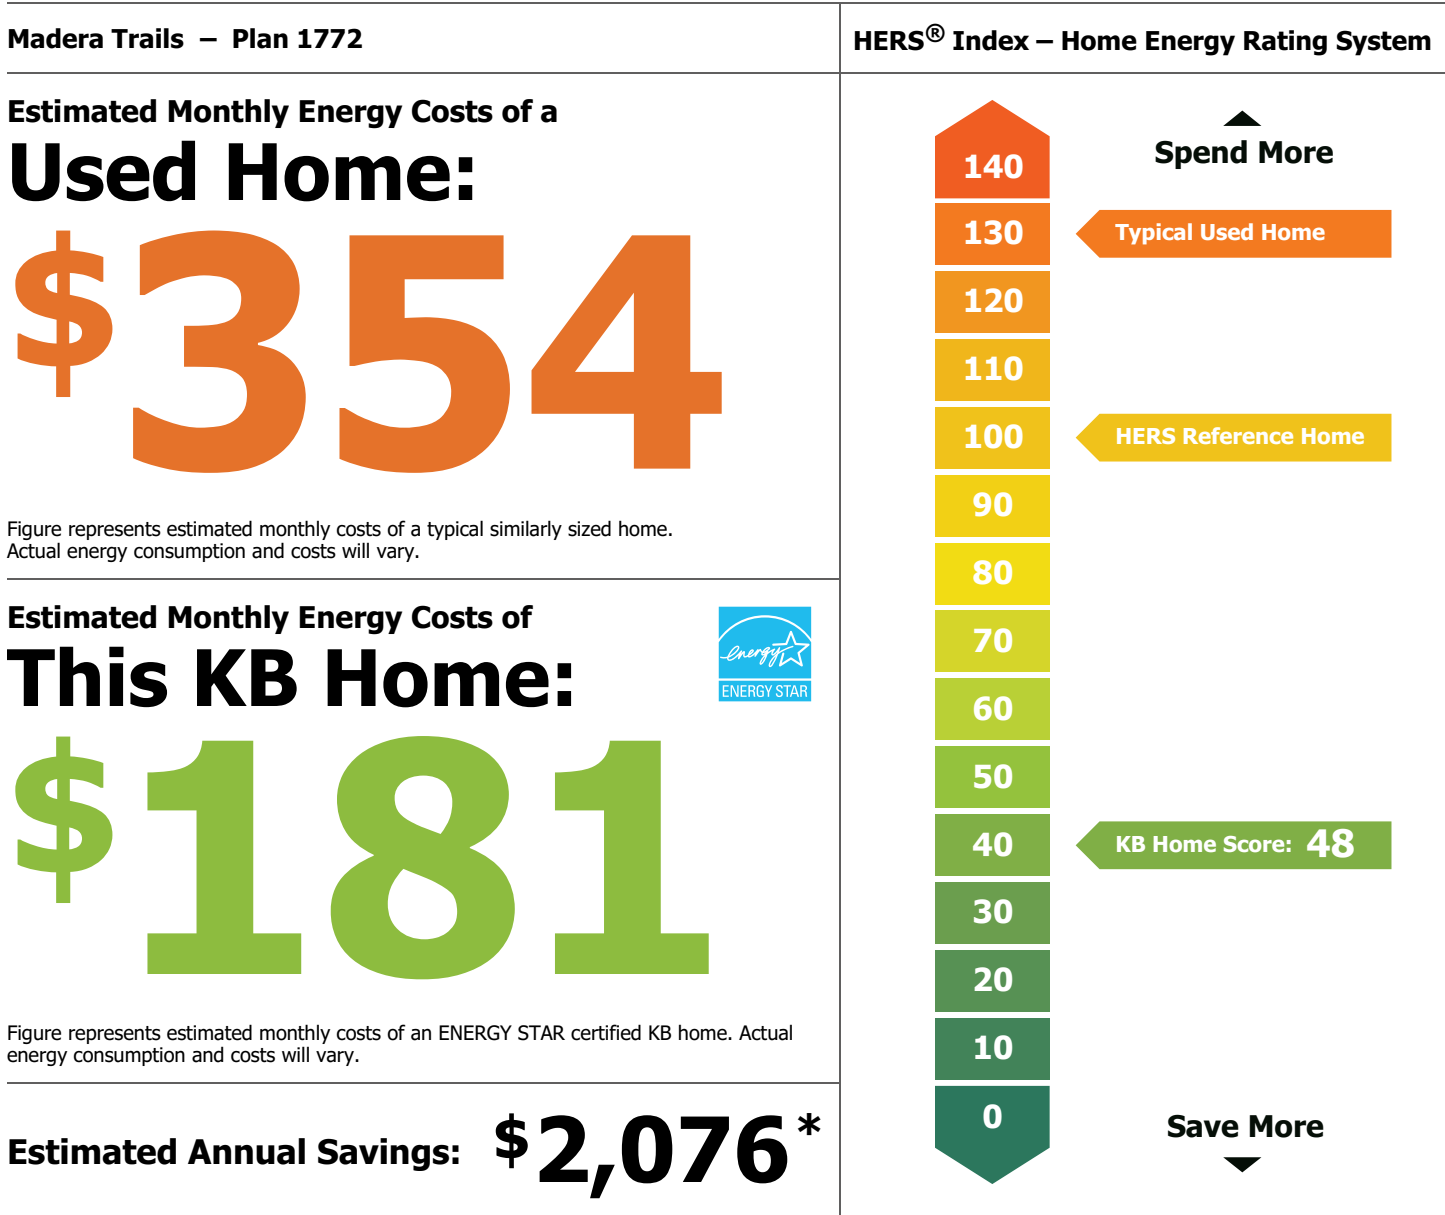 Madera Trails – Plan 1772
Estimated Monthly Energy Costs of a
Used Home:
$354
Figure represents estimated monthly costs of a typical similarly sized home.
Actual energy consumption and costs will vary.
Estimated Monthly Energy Costs of
This KB Home:
energy
ENERGY STAR
$181
Figure represents estimated monthly costs of an ENERGY STAR certified KB home. Actual
energy consumption and costs will vary.
Estimated Annual Savings: $2,076*
HERS® Index – Home Energy Rating System
Spend More
140
130 Typical Used Home
120
110
100 HERS Reference Home
90
80
70
60
50
40 KB Home Score: 48
30
20
10
0
Save More